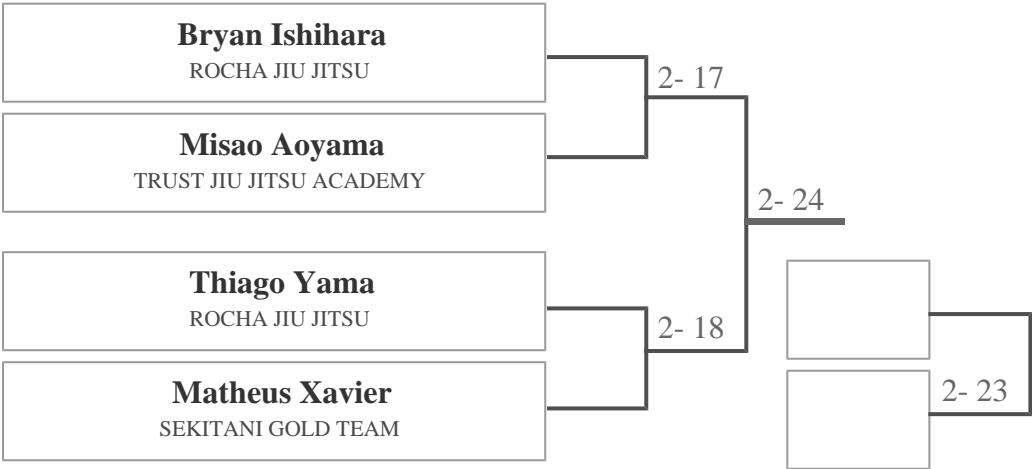 Bryan Ishihara
ROCHA JIU JITSU
2- 17
Misao Aoyama
TRUST JIU JITSU ACADEMY
2- 24
Thiago Yama
ROCHA JIU JITSU
2- 18
Matheus Xavier
SEKITANI GOLD TEAM
2- 23